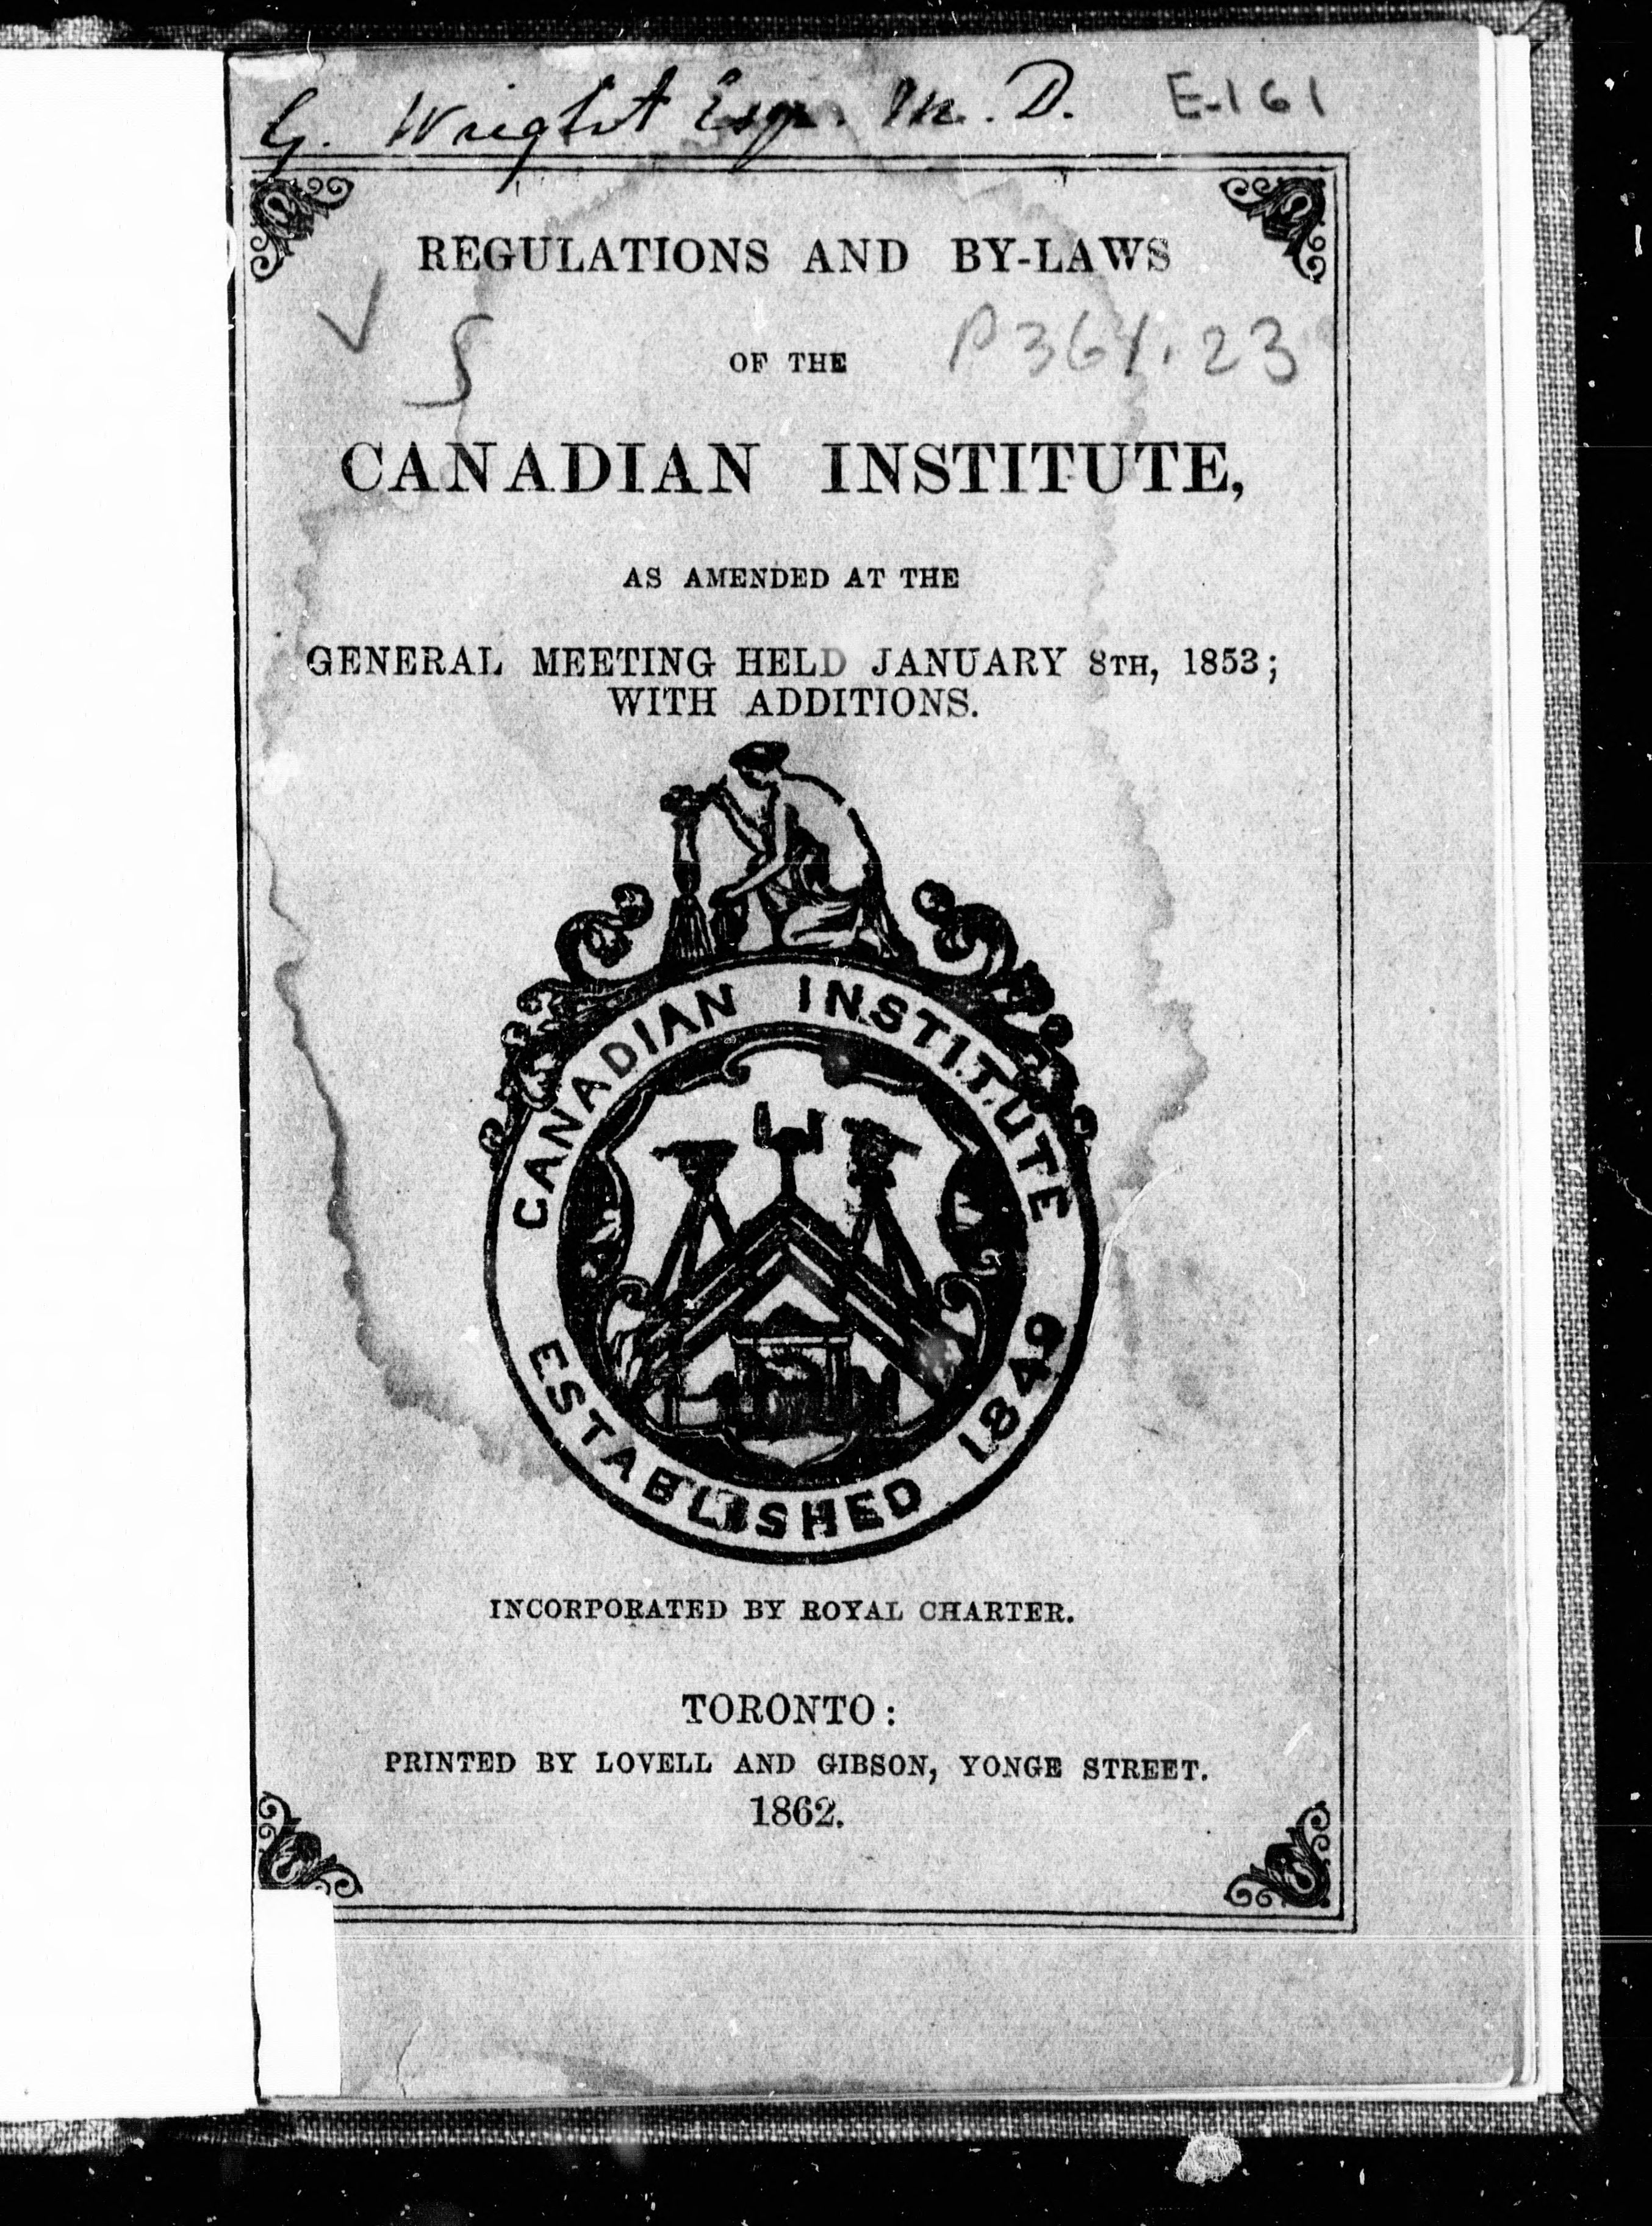 G. Wright Esqr. M.D. E-161
REGULATIONS AND BY-LAWS
OF THE
P364.23
CANADIAN INSTITUTE,
AS AMENDED AT THE
GENERAL MEETING HELD JANUARY 8TH, 1853;
WITH ADDITIONS.
CANADIAN INSTITUTE
ESTABLISHED 1849
INCORPORATED BY ROYAL CHARTER.
TORONTO:
PRINTED BY LOVELL AND GIBSON, YONGE STREET.
1862.